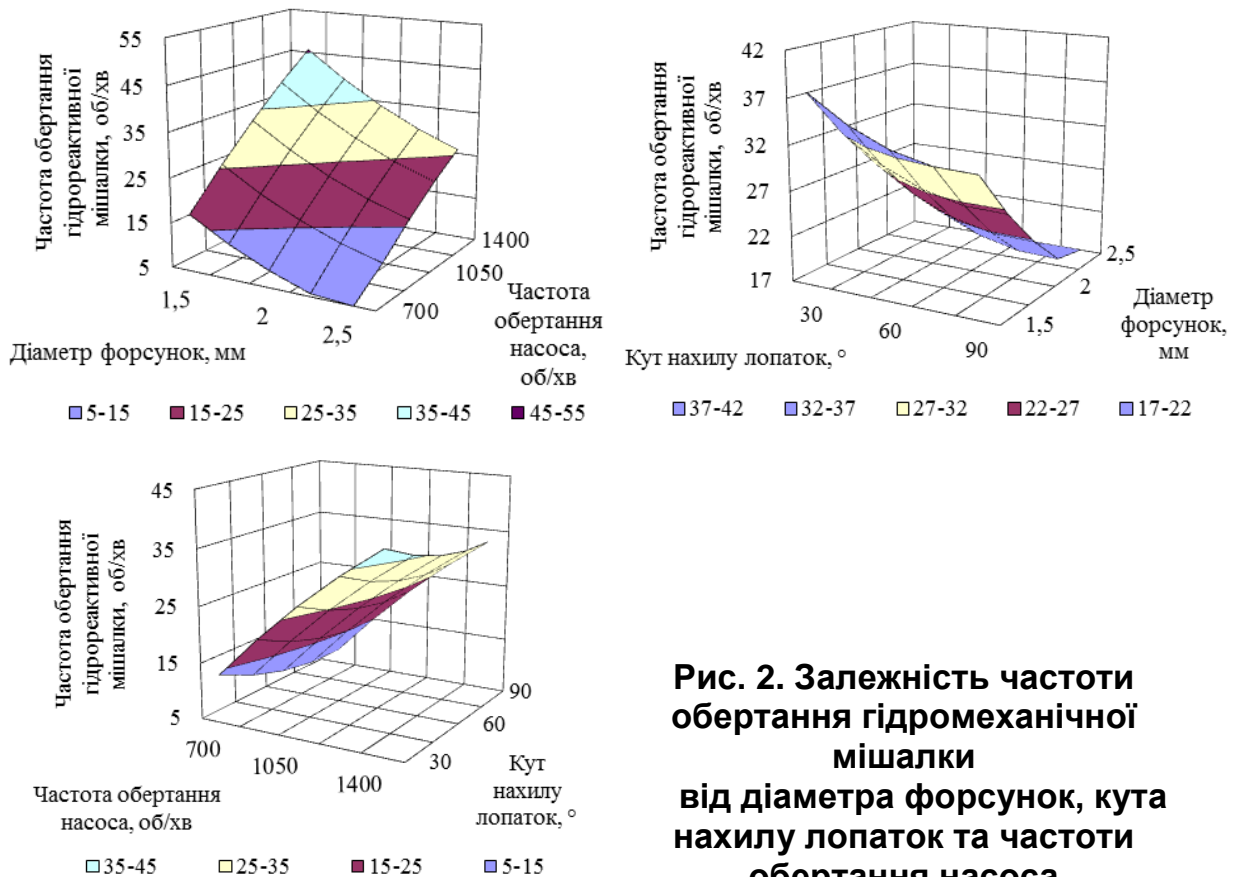 Частота обертання
гідрореактивної
мішалки, об/хв
55
45
35
25
15
5
1,5
2
2,5
700
1050
1400
Діаметр форсунок, мм
Частота
обертання
насоса,
об/хв
5-15 15-25 25-35 35-45 45-55
Частота обертання
гідрореактивної
мішалки, об/хв
42
37
32
27
22
17
30
60
90
1,5
2
2,5
Кут нахилу лопаток, °
Діаметр
форсунок,
мм
37-42 32-37 27-32 22-27 17-22
Частота обертання
гідрореактивної
мішалки, об/хв
45
35
25
15
5
700
1050
1400
30
60
90
Частота обертання
насоса, об/хв
Кут
нахилу
лопаток, °
35-45 25-35 15-25 5-15
Рис. 2. Залежність частоти
обертання гідромеханічної
мішалки
від діаметра форсунок, кута
нахилу лопаток та частоти
обертання насоса